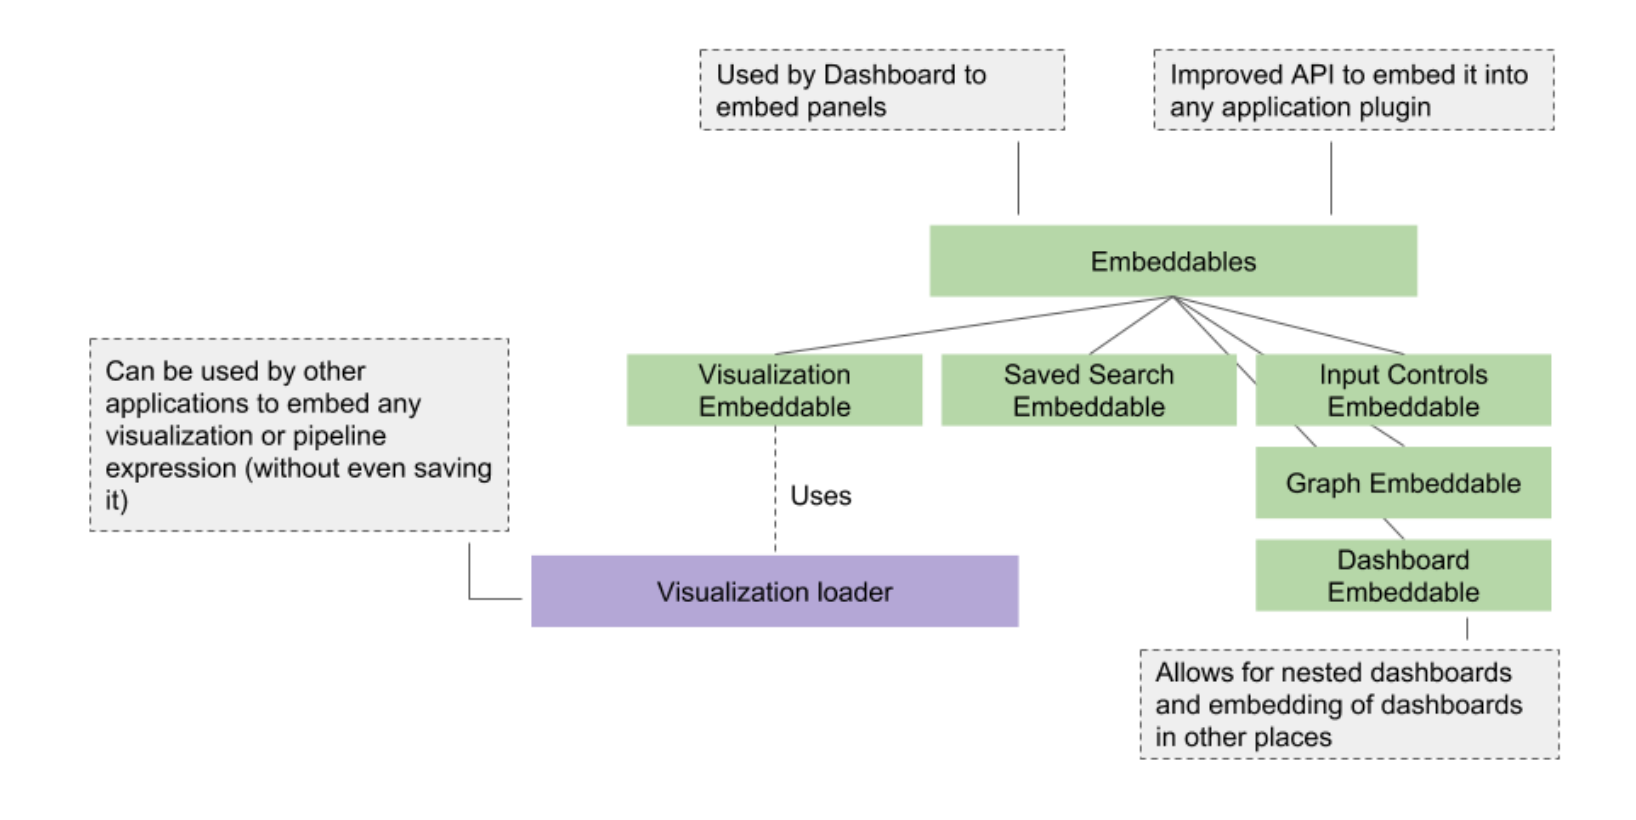 Used by Dashboard to
embed panels
Improved API to embed it into
any application plugin
Embeddables
Can be used by other
applications to embed any
visualization or pipeline
expression (without even saving
it)
Visualization
Embeddable
Saved Search
Embeddable
Input Controls
Embeddable
Graph Embeddable
Uses
Dashboard
Embeddable
Visualization loader
Allows for nested dashboards
and embedding of dashboards
in other places